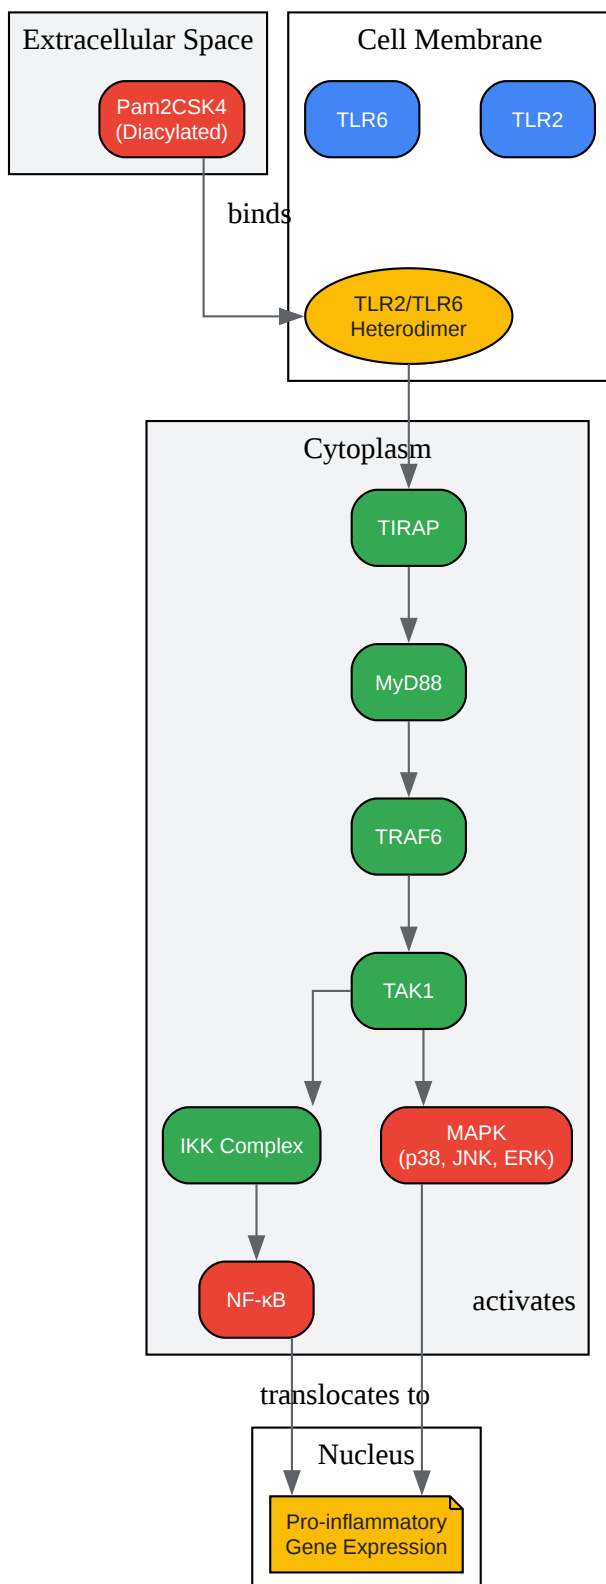 Extracellular Space
Cell Membrane
Pam2CSK4
(Diacylated)
TLR6
TLR2
binds
TLR2/TLR6
Heterodimer
Cytoplasm
TIRAP
MyD88
TRAF6
TAK1
IKK Complex
MAPK
(p38, JNK, ERK)
NF-κB
activates
translocates to
Nucleus
Pro-inflammatory
Gene Expression